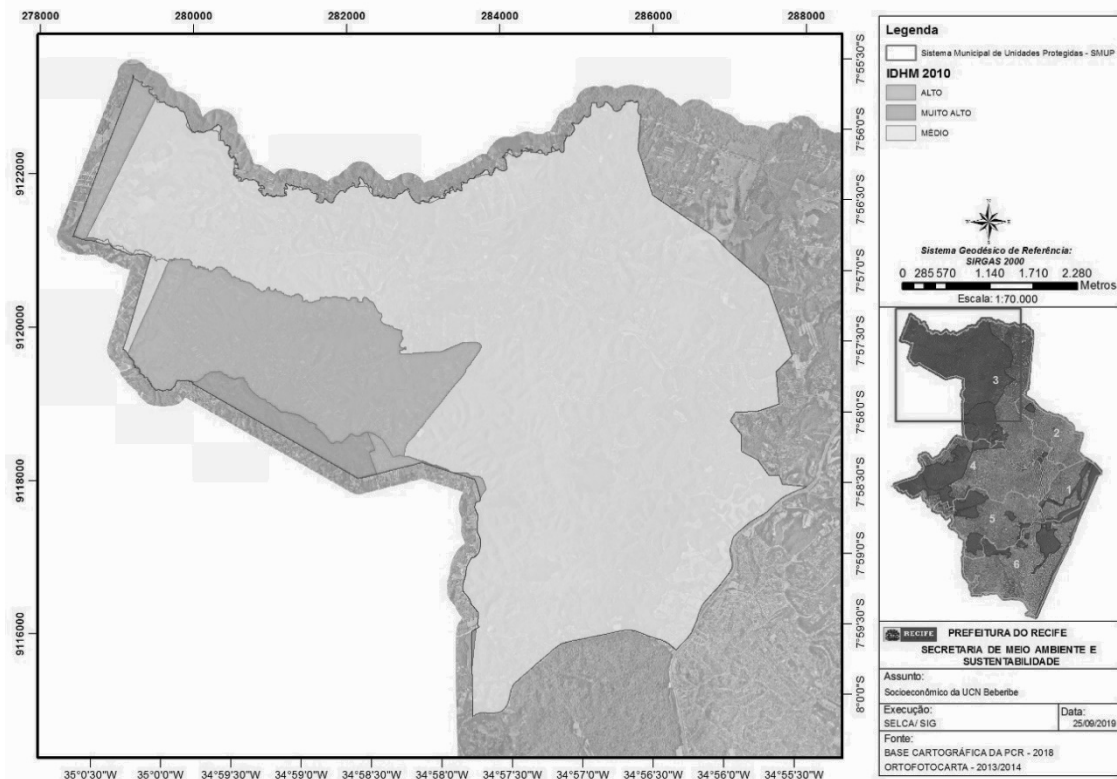 278000 280000 282000 284000 286000 288000
9122000
9120000
9118000
9116000
7°55'30"S
7°56'0"S
7°56'30"S
7°57'0"S
7°57'30"S
7°58'0"S
7°58'30"S
7°59'0"S
7°59'30"S
8°0'0"S
35°0'30"W 35°0'0"W 34°59'30"W 34°59'0"W 34°58'30"W 34°58'0"W 34°57'30"W 34°57'0"W 34°56'30"W 34°56'0"W 34°55'30"W
Legenda
Sistema Municipal de Unidades Protegidas - SMUP
IDHM 2010
ALTO
MUITO ALTO
MÉDIO
Sistema Geodésico de Referência:
SIRGAS 2000
0 285 570 1.140 1.710 2.280
Metros
Escala: 1:70.000
3
2
4
1
5
6
RECIFE PREFEITURA DO RECIFE
SECRETARIA DE MEIO AMBIENTE E
SUSTENTABILIDADE
Assunto:
Socioeconômico da UCN Beberibe
Execução: Data:
SELCA/ SIG 25/09/2019
Fonte:
BASE CARTOGRÁFICA DA PCR - 2018
ORTOFOTOCARTA - 2013/2014